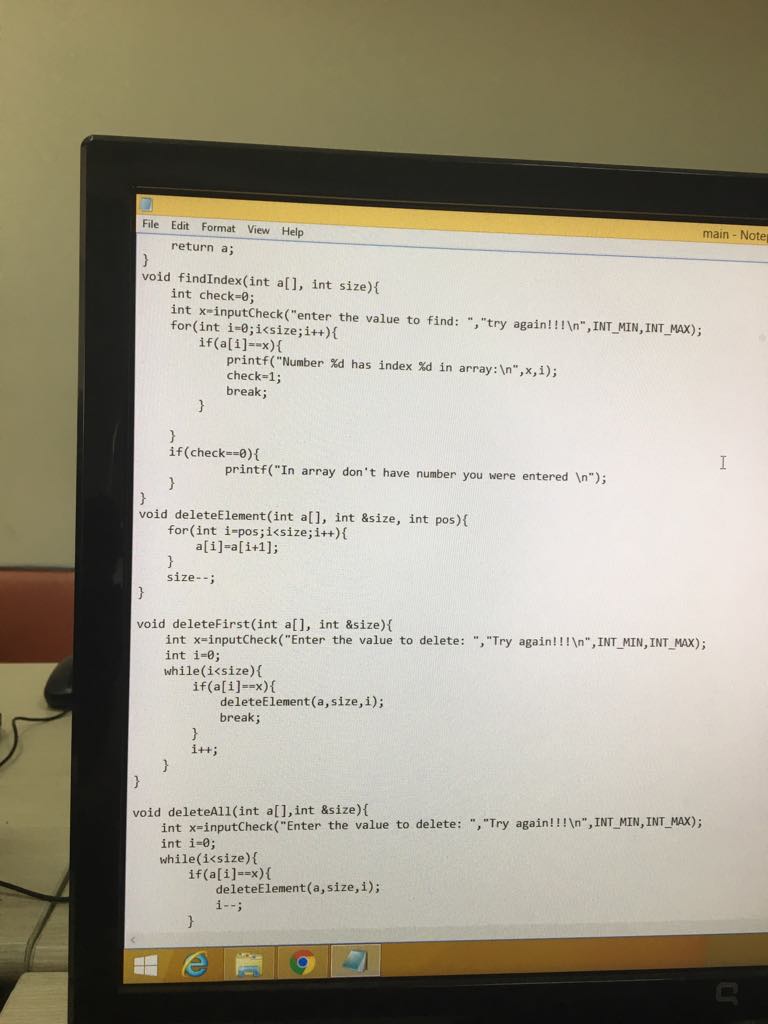 main - Note
File Edit Format View Help
return a;
}
void findIndex(int a[], int size){
int check=0;
int x=inputCheck("enter the value to find: ","try again!!!\n",INT_MIN,INT_MAX);
for(int i=0;i<size;i++){
if(a[i]==x){
printf("Number %d has index %d in array:\n",x,i);
check=1;
break;
}
}
if(check==0){
printf("In array don't have number you were entered \n");
}
}
void deleteElement(int a[], int &size, int pos){
for(int i=pos;i<size;i++){
a[i]=a[i+1];
}
size--;
}
void deleteFirst(int a[], int &size){
int x=inputCheck("Enter the value to delete: ","Try again!!!\n",INT_MIN,INT_MAX);
int i=0;
while(i<size){
if(a[i]==x){
deleteElement(a,size,i);
break;
}
i++;
}
}
void deleteAll(int a[],int &size){
int x=inputCheck("Enter the value to delete: ","Try again!!!\n",INT_MIN,INT_MAX);
int i=0;
while(i<size){
if(a[i]==x){
deleteElement(a,size,i);
i--;
}